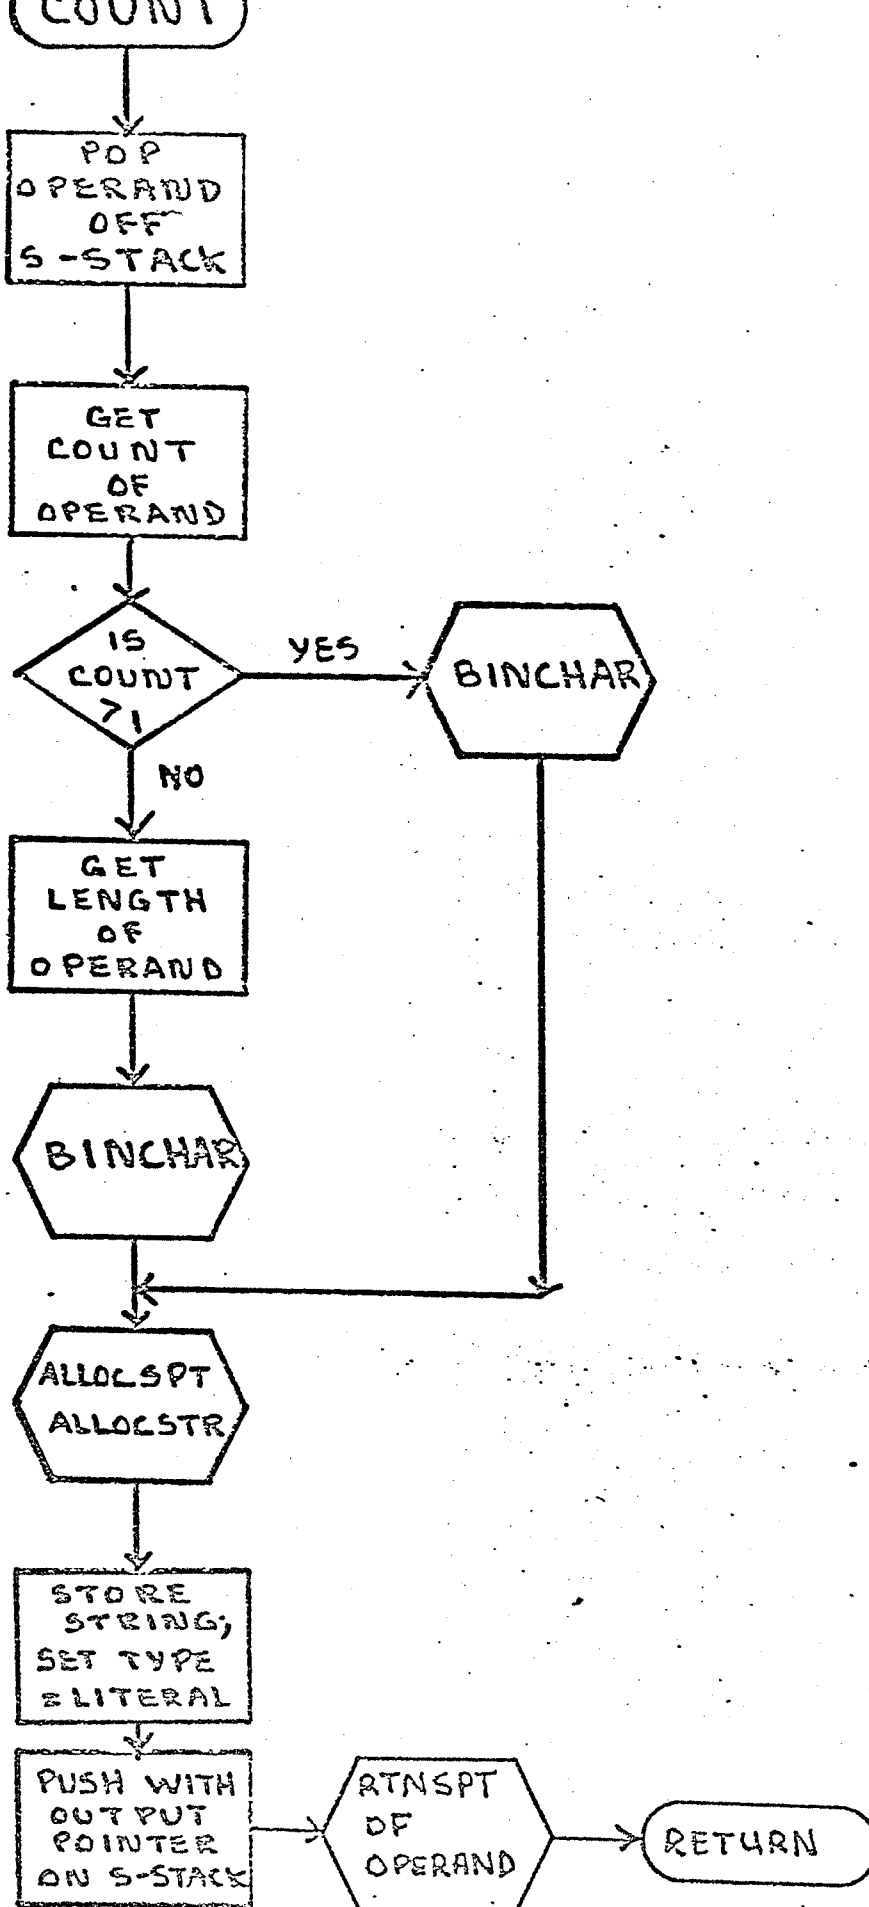 COUNT
POP
OPERAND
OFF
S-STACK
GET
COUNT
OF
OPERAND
IS
COUNT
>1
YES
BINCHAR
NO
GET
LENGTH
OF
OPERAND
BINCHAR
ALLOCSPT
ALLOCSTR
STORE
STRING;
SET TYPE
=LITERAL
PUSH WITH
OUTPUT
POINTER
ON S-STACK
RTNSPT
OF
OPERAND
RETURN